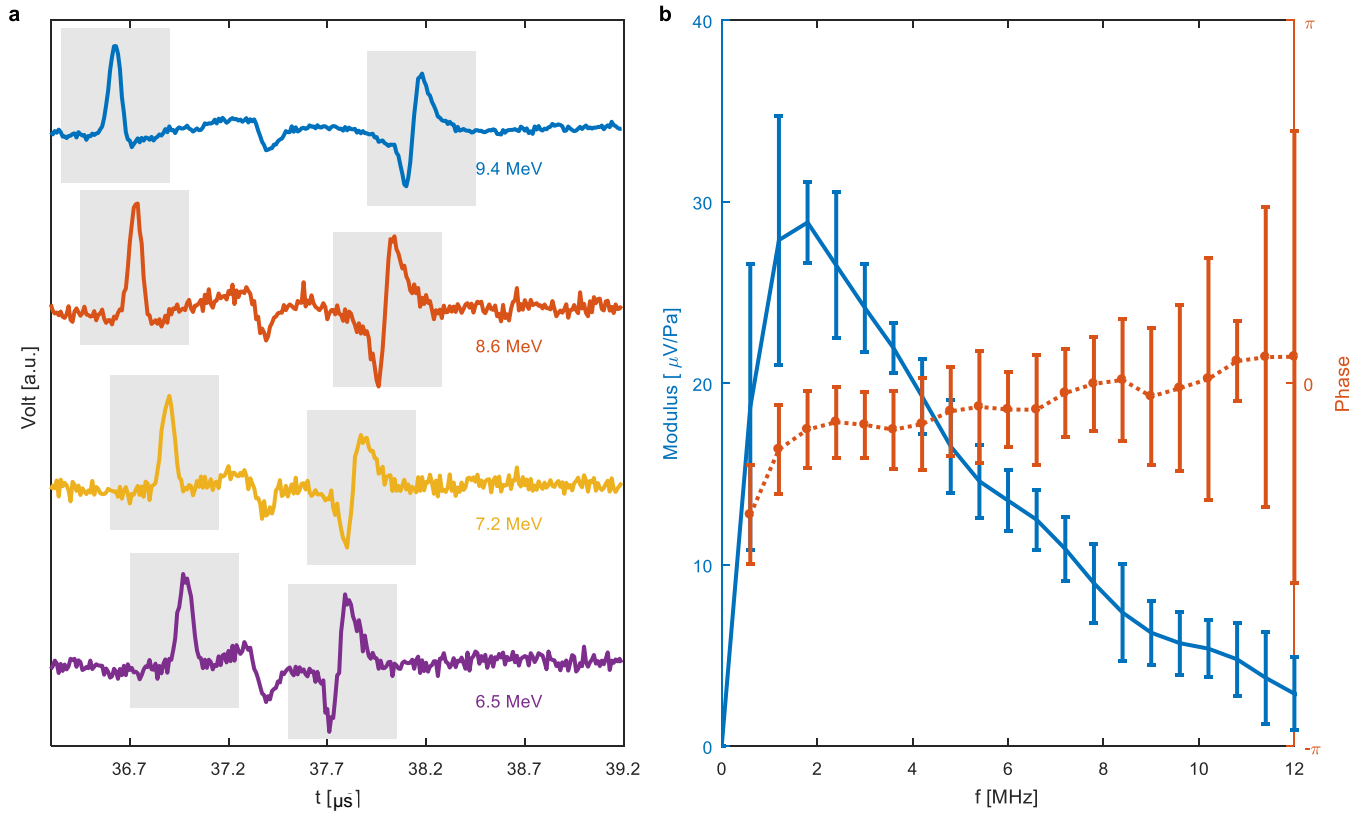 a
Volt [a.u.]
9.4 MeV
8.6 MeV
7.2 MeV
6.5 MeV
36.7 37.2 37.7 38.2 38.7 39.2
t [µs]
b
Modulus [ µV/Pa]
40
30
20
10
0
0 2 4 6 8 10 12
f [MHz]
π
0
-π
Phase